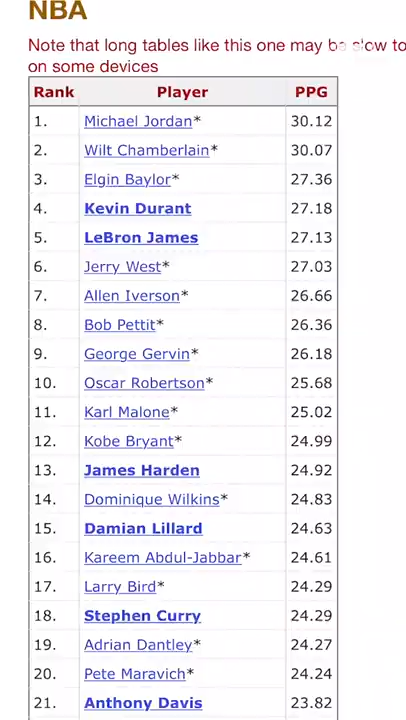 NBA
Note that long tables like this one may be slow to
on some devices
Rank Player PPG
1. Michael Jordan* 30.12
2. Wilt Chamberlain* 30.07
3. Elgin Baylor* 27.36
4. Kevin Durant 27.18
5. LeBron James 27.13
6. Jerry West* 27.03
7. Allen Iverson* 26.66
8. Bob Pettit* 26.36
9. George Gervin* 26.18
10. Oscar Robertson* 25.68
11. Karl Malone* 25.02
12. Kobe Bryant* 24.99
13. James Harden 24.92
14. Dominique Wilkins* 24.83
15. Damian Lillard 24.63
16. Kareem Abdul-Jabbar* 24.61
17. Larry Bird* 24.29
18. Stephen Curry 24.29
19. Adrian Dantley* 24.27
20. Pete Maravich* 24.24
21. Anthony Davis 23.82